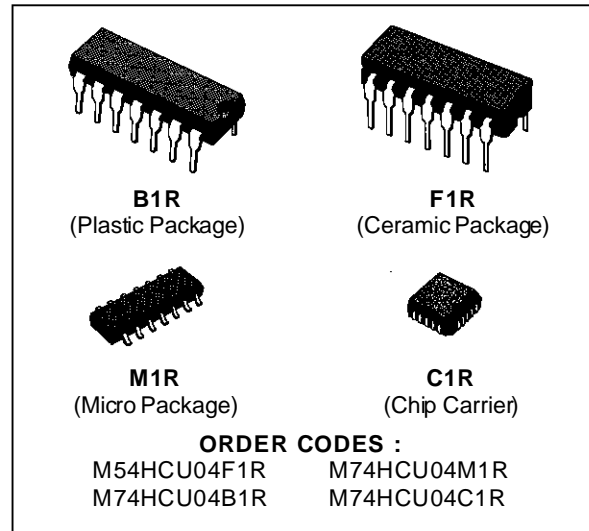 B1R
(Plastic Package)
F1R
(Ceramic Package)
M1R
(Micro Package)
C1R
(Chip Carrier)
ORDER CODES :
M54HCU04F1R M74HCU04M1R
M74HCU04B1R M74HCU04C1R